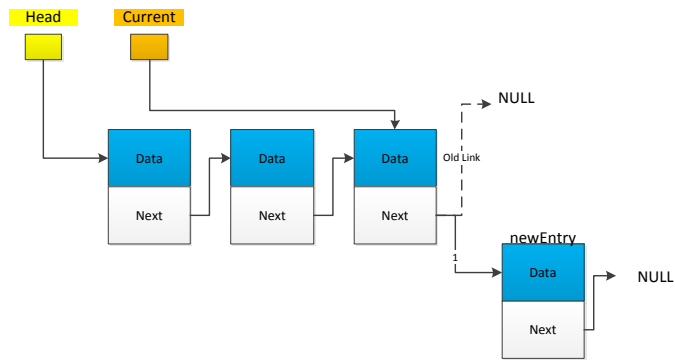 Head
Current
NULL
Data
Data
Data
Old Link
Next
Next
Next
newEntry
1
Data
NULL
Next